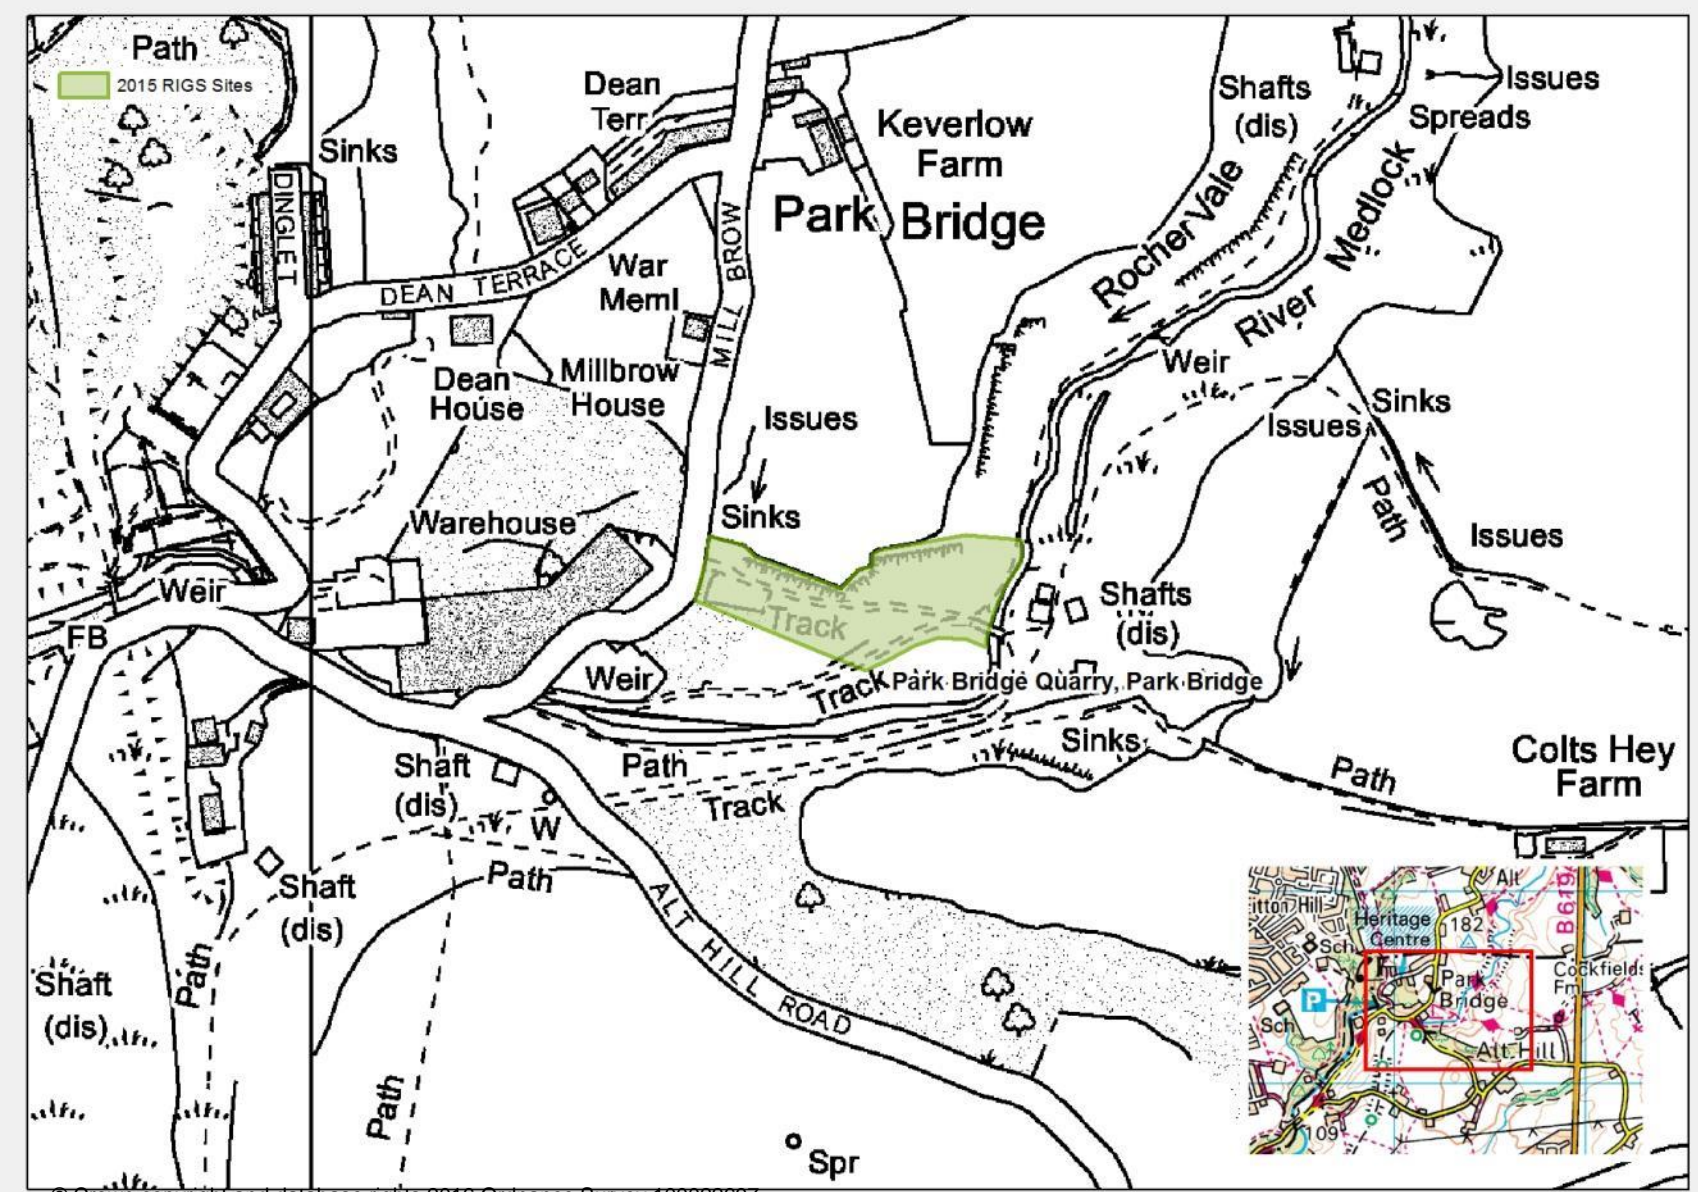 Path
2015 RIGS Sites
Sinks
DINGLET
Dean
Terr
Keverlow
Farm
Park Bridge
Shafts
(dis)
Issues
Spreads
Rocher Vale
River Medlock
DEAN TERRACE
War
Meml
MILL BROW
Dean
House
Millbrow
House
Weir
Issues
Sinks
Issues
Sinks
Path
Issues
Warehouse
Weir
FB
Track
Shafts
(dis)
Weir
Track
Park Bridge Quarry, Park Bridge
Sinks
Path
Colts Hey
Farm
Shaft
(dis)
Path
Track
W
Path
Shaft
(dis)
ALT HILL ROAD
Path
Shaft
(dis)
Path
Spr
itton Hill
Alt
B6194
Heritage
Centre
182
Sch
Park
Bridge
Cockfields
Fm
P
Sch
Alt Hill
109